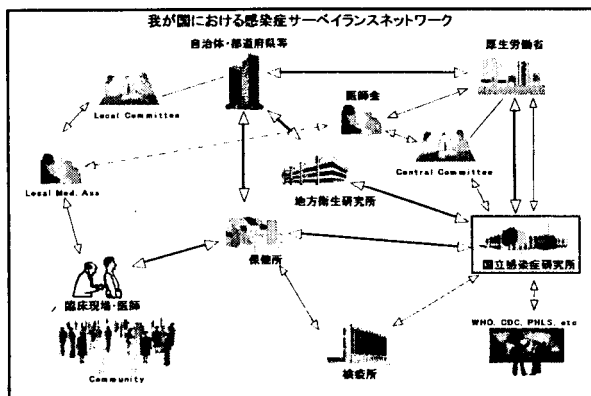 我が国における感染症サーベイランスネットワーク
自治体・都道府県等
厚生労働省
医師会
Local Committee
Central Committee
Local Med. Ass
地方衛生研究所
保健所
国立感染症研究所
臨床現場・医師
WHO, CDC, PHLS, etc
検疫所
Community